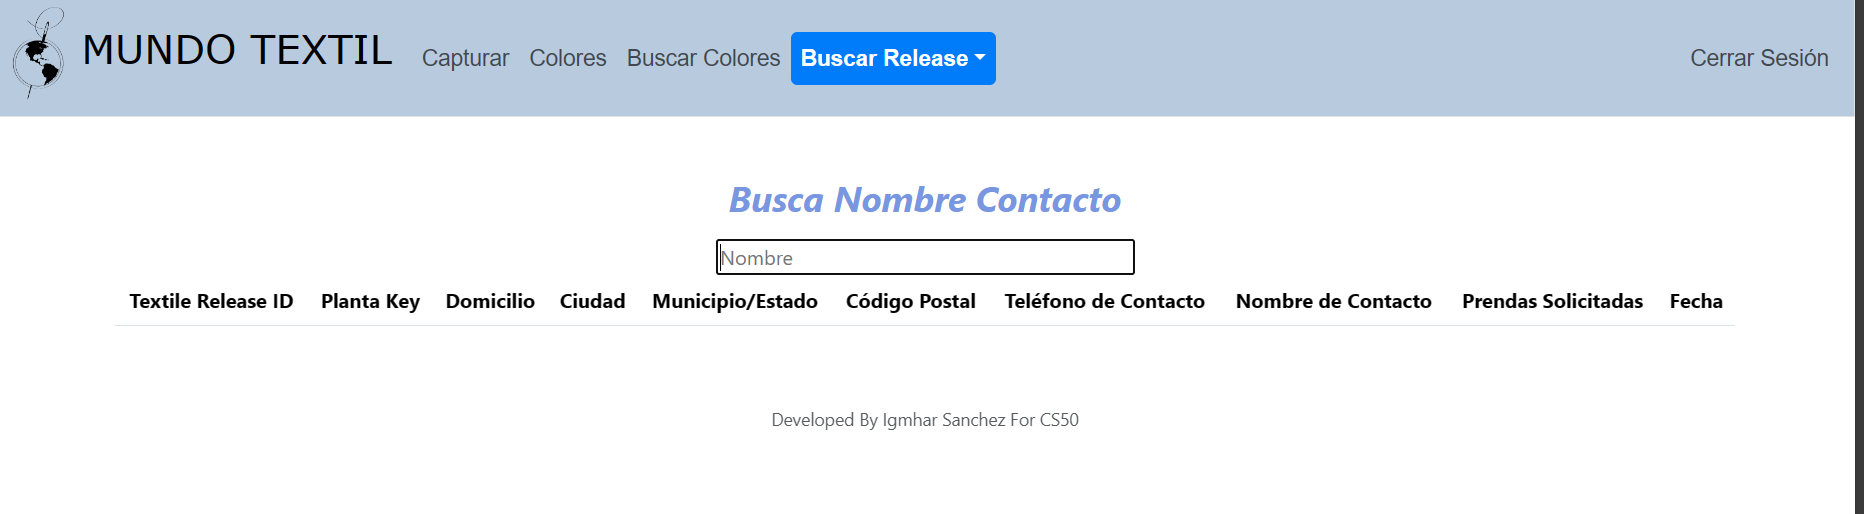 MUNDO TEXTIL Capturar Colores Buscar Colores Buscar Release Cerrar Sesión
Busca Nombre Contacto
Nombre
Textile Release ID Planta Key Domicilio Ciudad Municipio/Estado Código Postal Teléfono de Contacto Nombre de Contacto Prendas Solicitadas Fecha
Developed By Igmhar Sanchez For CS50